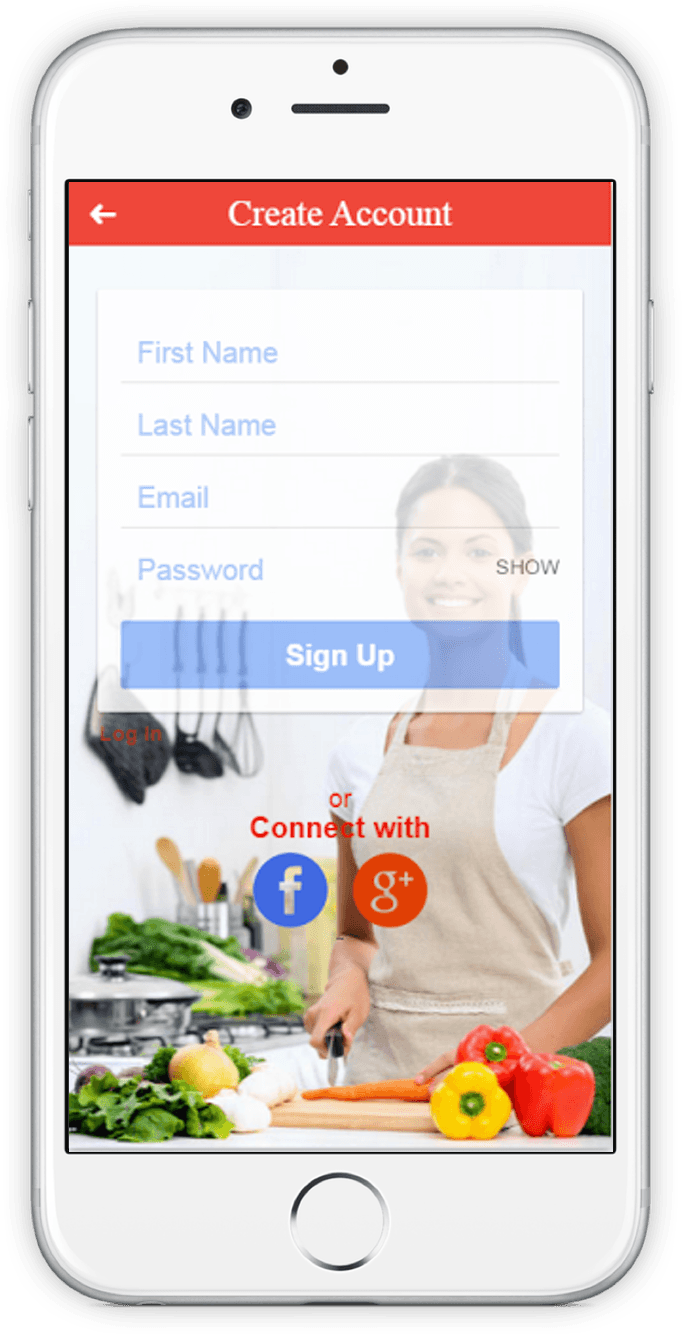 Create Account
First Name
Last Name
Email
Password SHOW
Sign Up
Log In
or
Connect with
f g+